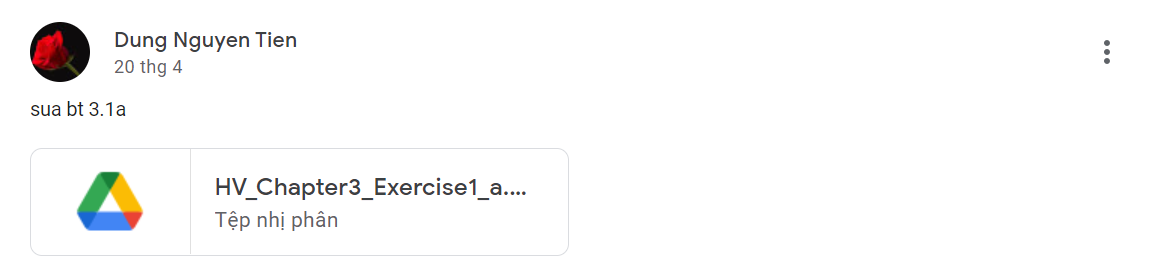 Dung Nguyen Tien
20 thg 4
sua bt 3.1a
HV_Chapter3_Exercise1_a....
Tệp nhị phân